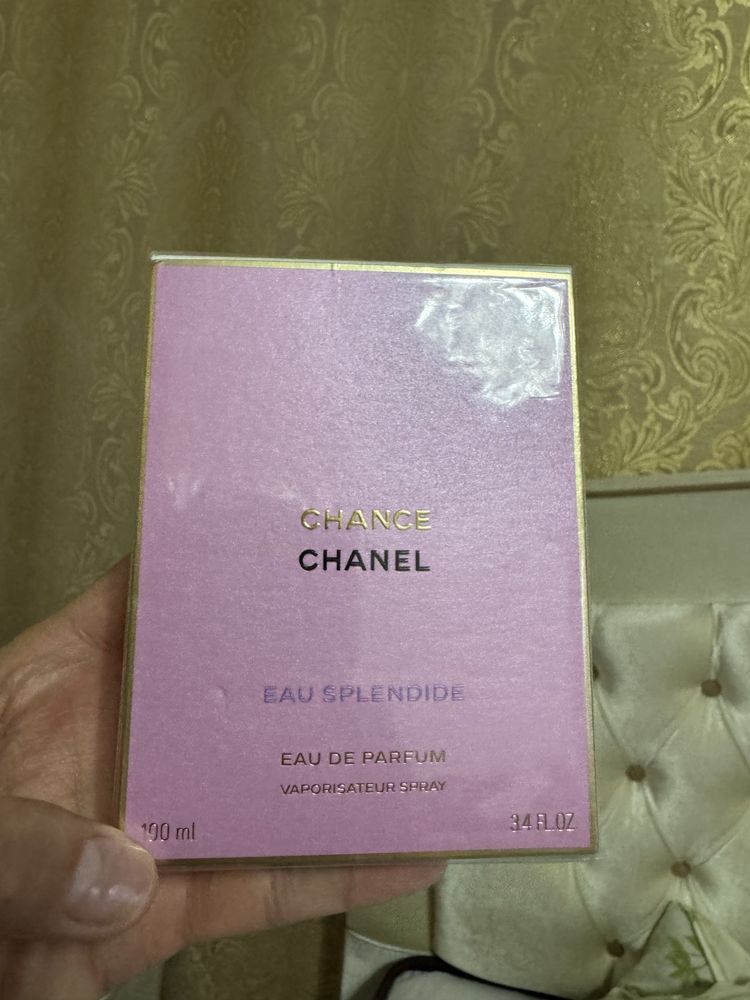 CHANCE
CHANEL
EAU SPLENDIDE
EAU DE PARFUM
VAPORISATEUR SPRAY
100 ml
3.4 FL.OZ.